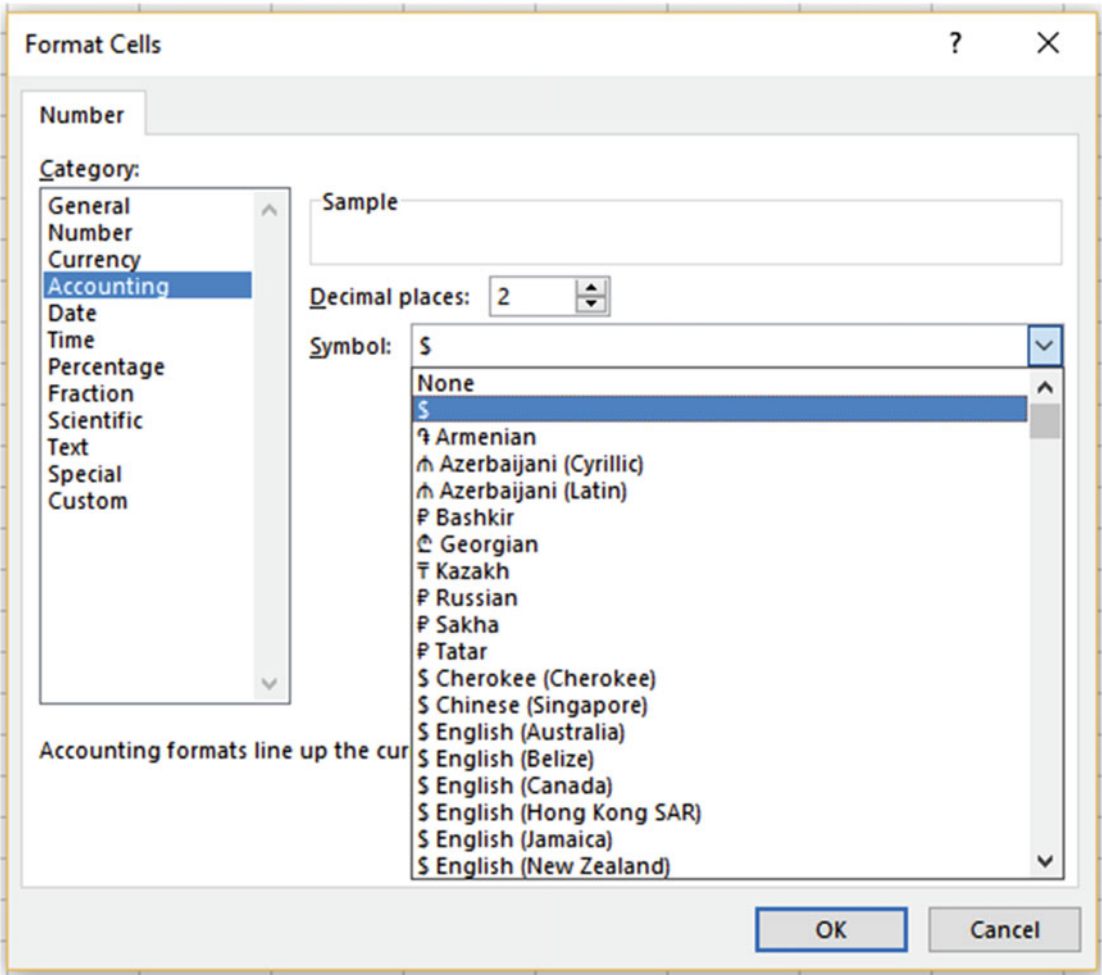 Format Cells
?
Number
Category:
General
Number
Currency
Accounting
Date
Time
Percentage
Fraction
Scientific
Text
Special
Custom
Sample
Decimal places: 2
Symbol: $
None
$
֏ Armenian
₼ Azerbaijani (Cyrillic)
₼ Azerbaijani (Latin)
₽ Bashkir
₾ Georgian
₸ Kazakh
₽ Russian
₽ Sakha
₽ Tatar
$ Cherokee (Cherokee)
$ Chinese (Singapore)
$ English (Australia)
$ English (Belize)
$ English (Canada)
$ English (Hong Kong SAR)
$ English (Jamaica)
$ English (New Zealand)
Accounting formats line up the cur
OK Cancel